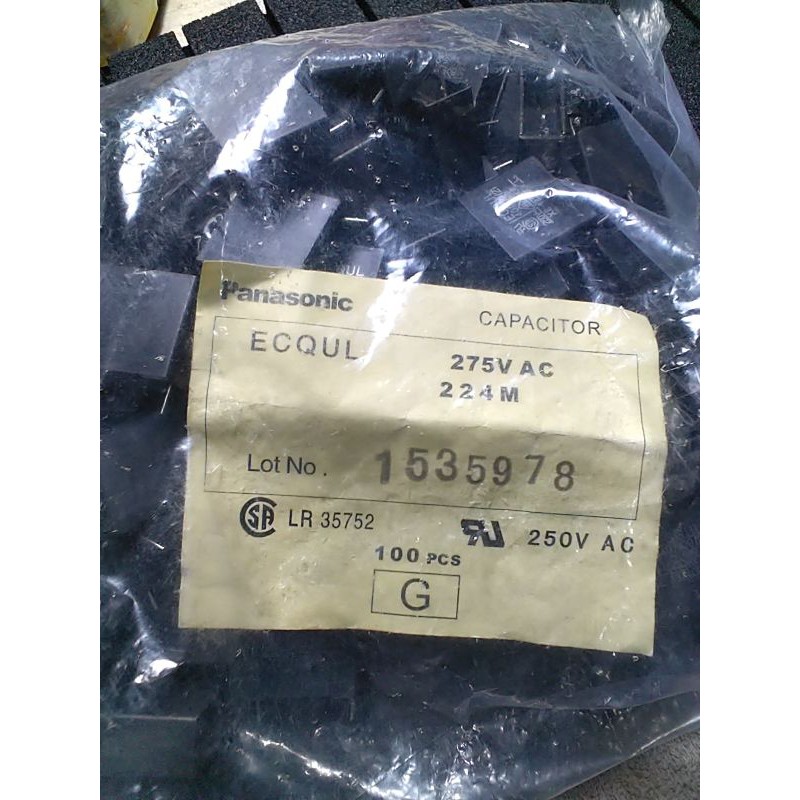 Panasonic
CAPACITOR
ECQUL
275V AC
224M
Lot No. 1535978
LR 35752
250V AC
100 PCS
G